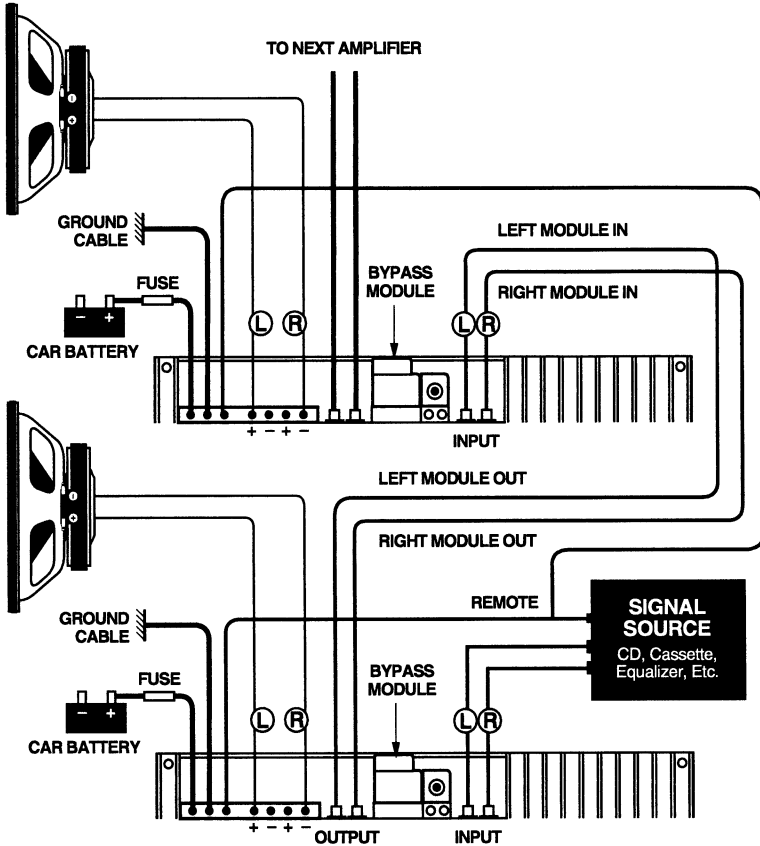 TO NEXT AMPLIFIER
− +
GROUND
CABLE
LEFT MODULE IN
BYPASS
MODULE
RIGHT MODULE IN
FUSE
− +
L R
L R
CAR BATTERY
+ − + −
INPUT
LEFT MODULE OUT
− +
RIGHT MODULE OUT
REMOTE
SIGNAL
SOURCE
CD, Cassette,
Equalizer, Etc.
GROUND
CABLE
BYPASS
MODULE
FUSE
− +
L R
L R
CAR BATTERY
+ − + −
OUTPUT
INPUT